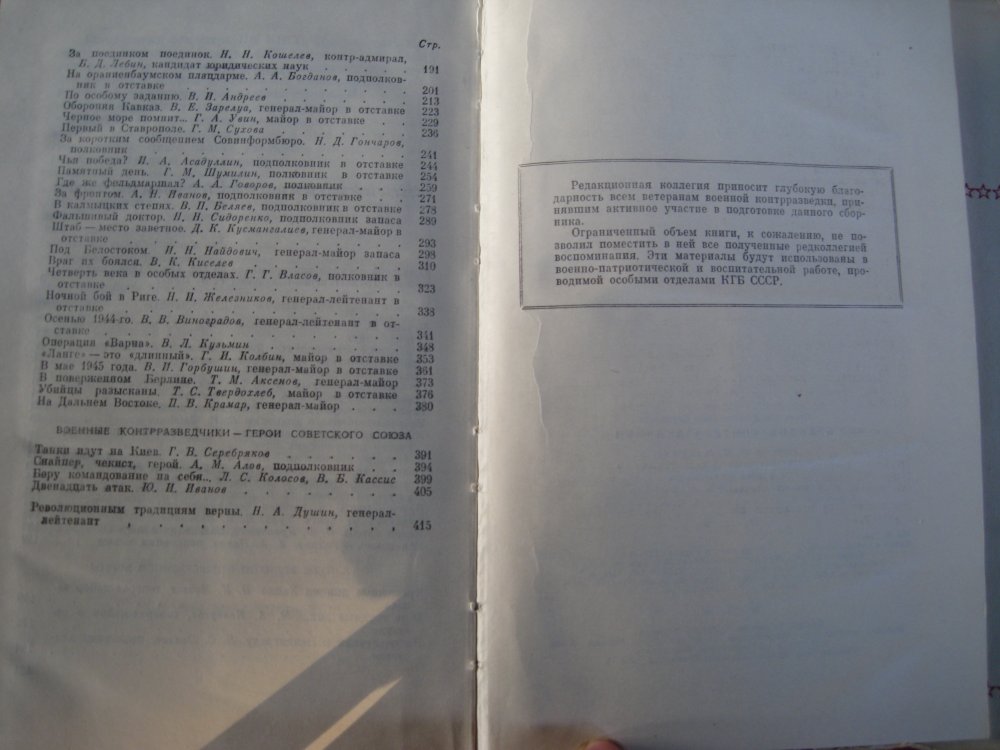 Стр.
За поединком поединок. Н. Н. Кошелев, контр-адмирал,
Б. Д. Лебин, кандидат юридических наук . . . . 191
На ораниенбаумском плацдарме. А. А. Богданов, подполков-
ник в отставке . . . . . . . . . . 201
По особому заданию. В. И. Андреев . . . . . . 213
Обороняя Кавказ. В. Е. Зарелуа, генерал-майор в отставке 223
Черное море помнит... Г. А. Увин, майор в отставке . . 229
Первый в Ставрополе. Г. М. Сухова . . . . . . 236
За коротким сообщением Совинформбюро. Н. Д. Гончаров,
полковник . . . . . . . . . . . . 241
Чья победа? И. А. Асадуллин, подполковник в отставке 244
Памятный день. Г. М. Шумилин, полковник в отставке 254
Где же фельдмаршал? А. А. Говоров, полковник . . . 259
За фронтом. А. Н. Иванов, подполковник в отставке . . 271
В калмыцких степях. В. П. Беляев, подполковник в отставке 278
Фальшивый доктор. Н. И. Сидоренко, подполковник запаса 289
Штаб — место заветное. Д. К. Кусмангалиев, генерал-майор в
отставке . . . . . . . . . . . . 293
Под Белостоком. И. Н. Найдович, генерал-майор запаса 298
Враг их боялся. В. К. Киселев . . . . . . . 310
Четверть века в особых отделах. Г. Г. Власов, полковник в
отставке . . . . . . . . . . . . 323
Ночной бой в Риге. Н. И. Железников, генерал-лейтенант в
отставке . . . . . . . . . . . . 338
Осенью 1944-го. В. В. Виноградов, генерал-лейтенант в от-
ставке . . . . . . . . . . . . . 341
Операция «Варна». В. Л. Кузьмин . . . . . . 348
«Ланге» — это «длинный». Г. И. Колбин, майор в отставке 353
В мае 1945 года. В. И. Горбушин, генерал-майор в отставке 361
В поверженном Берлине. Т. М. Аксенов, генерал-майор 373
Убийцы разысканы. Т. С. Твердохлеб, майор в отставке 376
На Дальнем Востоке. П. В. Крамар, генерал-майор . . . 380
ВОЕННЫЕ КОНТРРАЗВЕДЧИКИ — ГЕРОИ СОВЕТСКОГО СОЮЗА
Танки идут на Киев. Г. В. Серебряков . . . . . 391
Снайпер, чекист, герой. А. М. Алов, подполковник . . 394
Беру командование на себя... Л. С. Колосов, В. Б. Кассис 399
Двенадцать атак. Ю. И. Иванов . . . . . . . 405
Революционным традициям верны. Н. А. Душин, генерал-
лейтенант . . . . . . . . . . . 415
Редакционная коллегия приносит глубокую благо-
дарность всем ветеранам военной контрразведки, при-
нявшим активное участие в подготовке данного сбор-
ника.
Ограниченный объем книги, к сожалению, не по-
зволил поместить в ней все полученные редколлегией
воспоминания. Эти материалы будут использованы в
военно-патриотической и воспитательной работе, про-
водимой особыми отделами КГБ СССР.